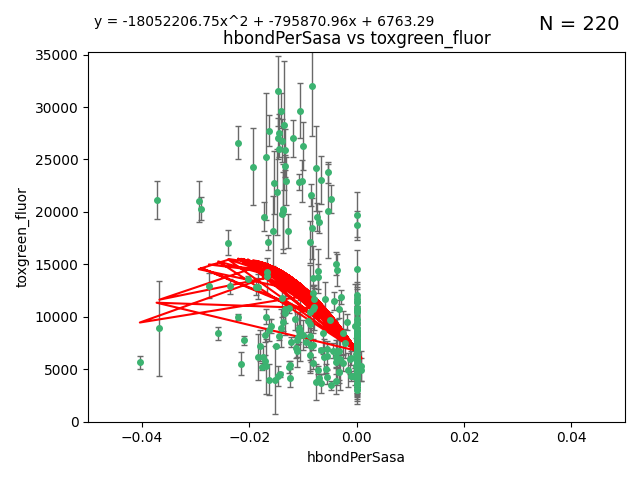 y = -18052206.75x^2 + -795870.96x + 6763.29
N = 220
hbondPerSasa vs toxgreen_fluor
35000
30000
25000
20000
15000
10000
5000
0
toxgreen_fluor
−0.04
−0.02
0.00
0.02
0.04
hbondPerSasa